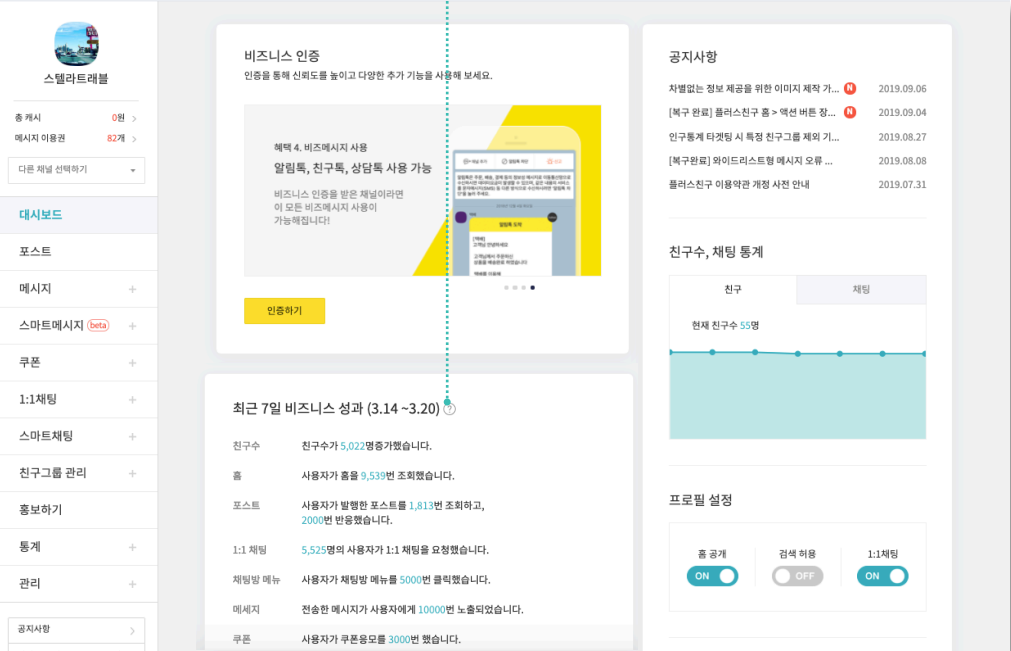 스텔라트래블
총 캐시 0원
메시지 이용권 82개
다른 채널 선택하기
대시보드
포스트
메시지
스마트메시지 beta
쿠폰
1:1채팅
스마트채팅
친구그룹 관리
홍보하기
통계
관리
공지사항
비즈니스 인증
인증을 통해 신뢰도를 높이고 다양한 추가 기능을 사용해 보세요.
혜택 4. 비즈메시지 사용
알림톡, 친구톡, 상담톡 사용 가능
비즈니스 인증을 받은 채널이라면
이 모든 비즈메시지 사용이
가능해집니다!
알림톡 도착
[택배]
고객님 안녕하세요
인증하기
최근 7일 비즈니스 성과 (3.14 ~3.20) ?
친구수 친구수가 5,022명증가했습니다.
홈 사용자가 홈을 9,539번 조회했습니다.
포스트 사용자가 발행한 포스트를 1,813번 조회하고,
2000번 반응했습니다.
1:1 채팅 5,525명의 사용자가 1:1 채팅을 요청했습니다.
채팅방 메뉴 사용자가 채팅방 메뉴를 5000번 클릭했습니다.
메세지 전송한 메시지가 사용자에게 10000번 노출되었습니다.
쿠폰 사용자가 쿠폰응모를 3000번 했습니다.
공지사항
차별없는 정보 제공을 위한 이미지 제작 가... N 2019.09.06
[복구 완료] 플러스친구 홈 > 액션 버튼 장... N 2019.09.04
인구통계 타겟팅 시 특정 친구그룹 제외 기... 2019.08.27
[복구완료] 와이드리스트형 메시지 오류 ... 2019.08.08
플러스친구 이용약관 개정 사전 안내 2019.07.31
친구수, 채팅 통계
친구 채팅
현재 친구수 55명
프로필 설정
홈 공개 검색 허용 1:1채팅
ON OFF ON